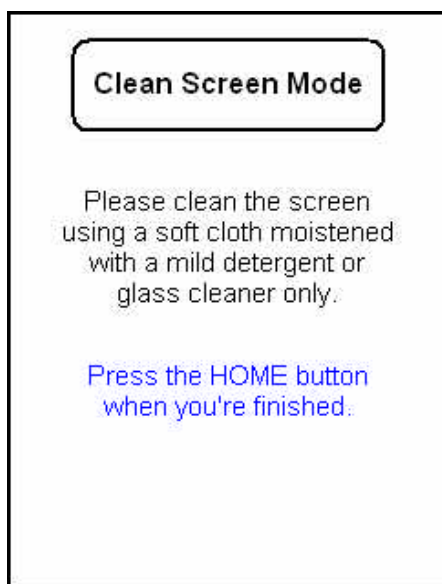 Clean Screen Mode
Please clean the screen
using a soft cloth moistened
with a mild detergent or
glass cleaner only.
Press the HOME button
when you're finished.